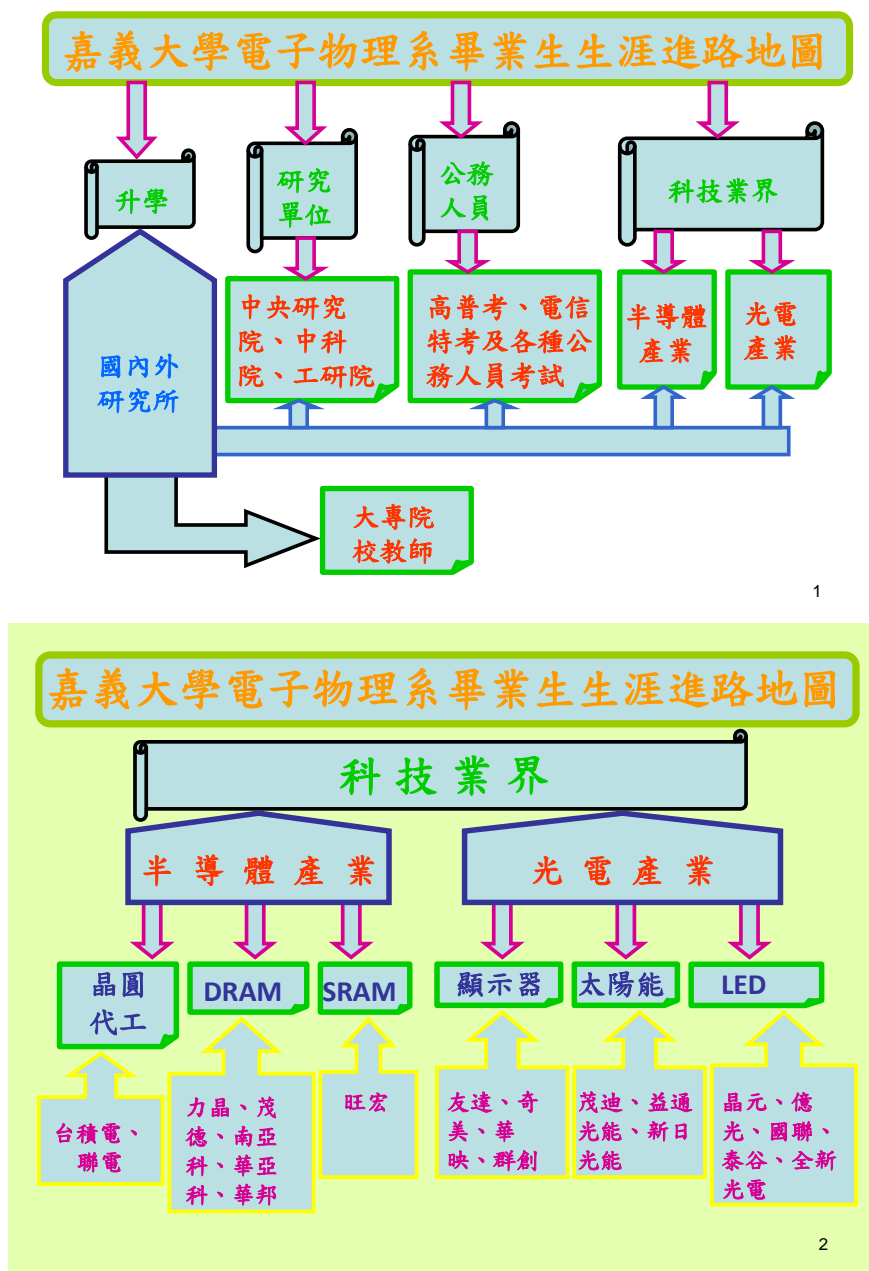 嘉義大學電子物理系畢業生生涯進路地圖
升學
研究
單位
公務
人員
科技業界
中央研究
院、中科
院、工研院
高普考、電信
特考及各種公
務人員考試
半導體
產業
光電
產業
國內外
研究所
大專院
校教師
1
嘉義大學電子物理系畢業生生涯進路地圖
科技業界
半導體產業
光電產業
晶圓
代工
DRAM
SRAM
顯示器
太陽能
LED
台積電、
聯電
力晶、茂
德、南亞
科、華亞
科、華邦
旺宏
友達、奇
美、華
映、群創
茂迪、益通
光能、新日
光能
晶元、億
光、國聯、
泰谷、全新
光電
2